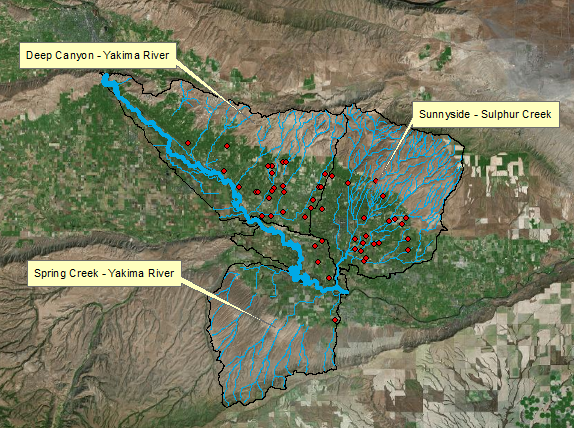 Deep Canyon - Yakima River
Sunnyside - Sulphur Creek
Spring Creek - Yakima River